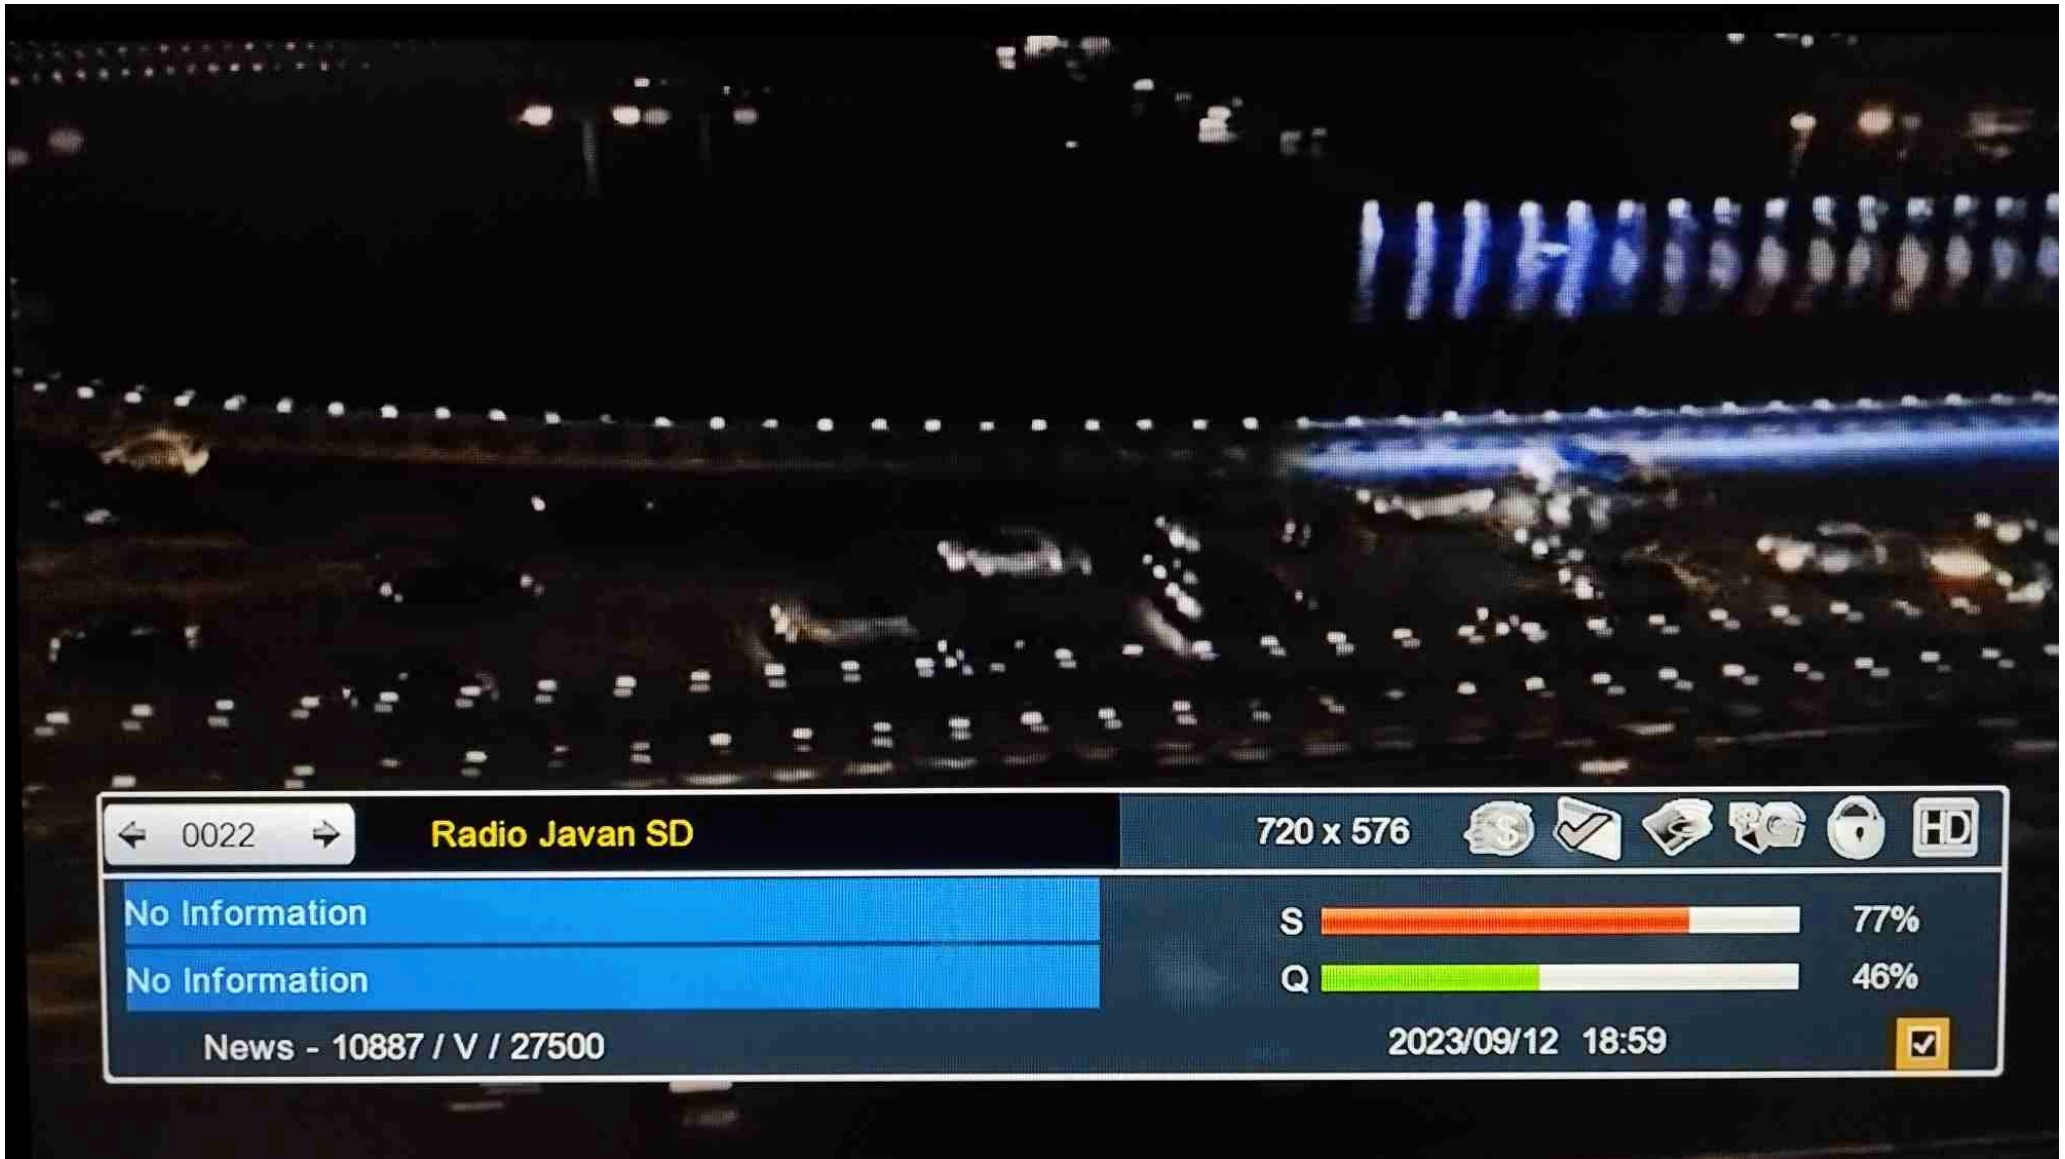 0022 Radio Javan SD 720 x 576 HD
No Information
S 77%
No Information
Q 46%
News - 10887 / V / 27500 2023/09/12 18:59